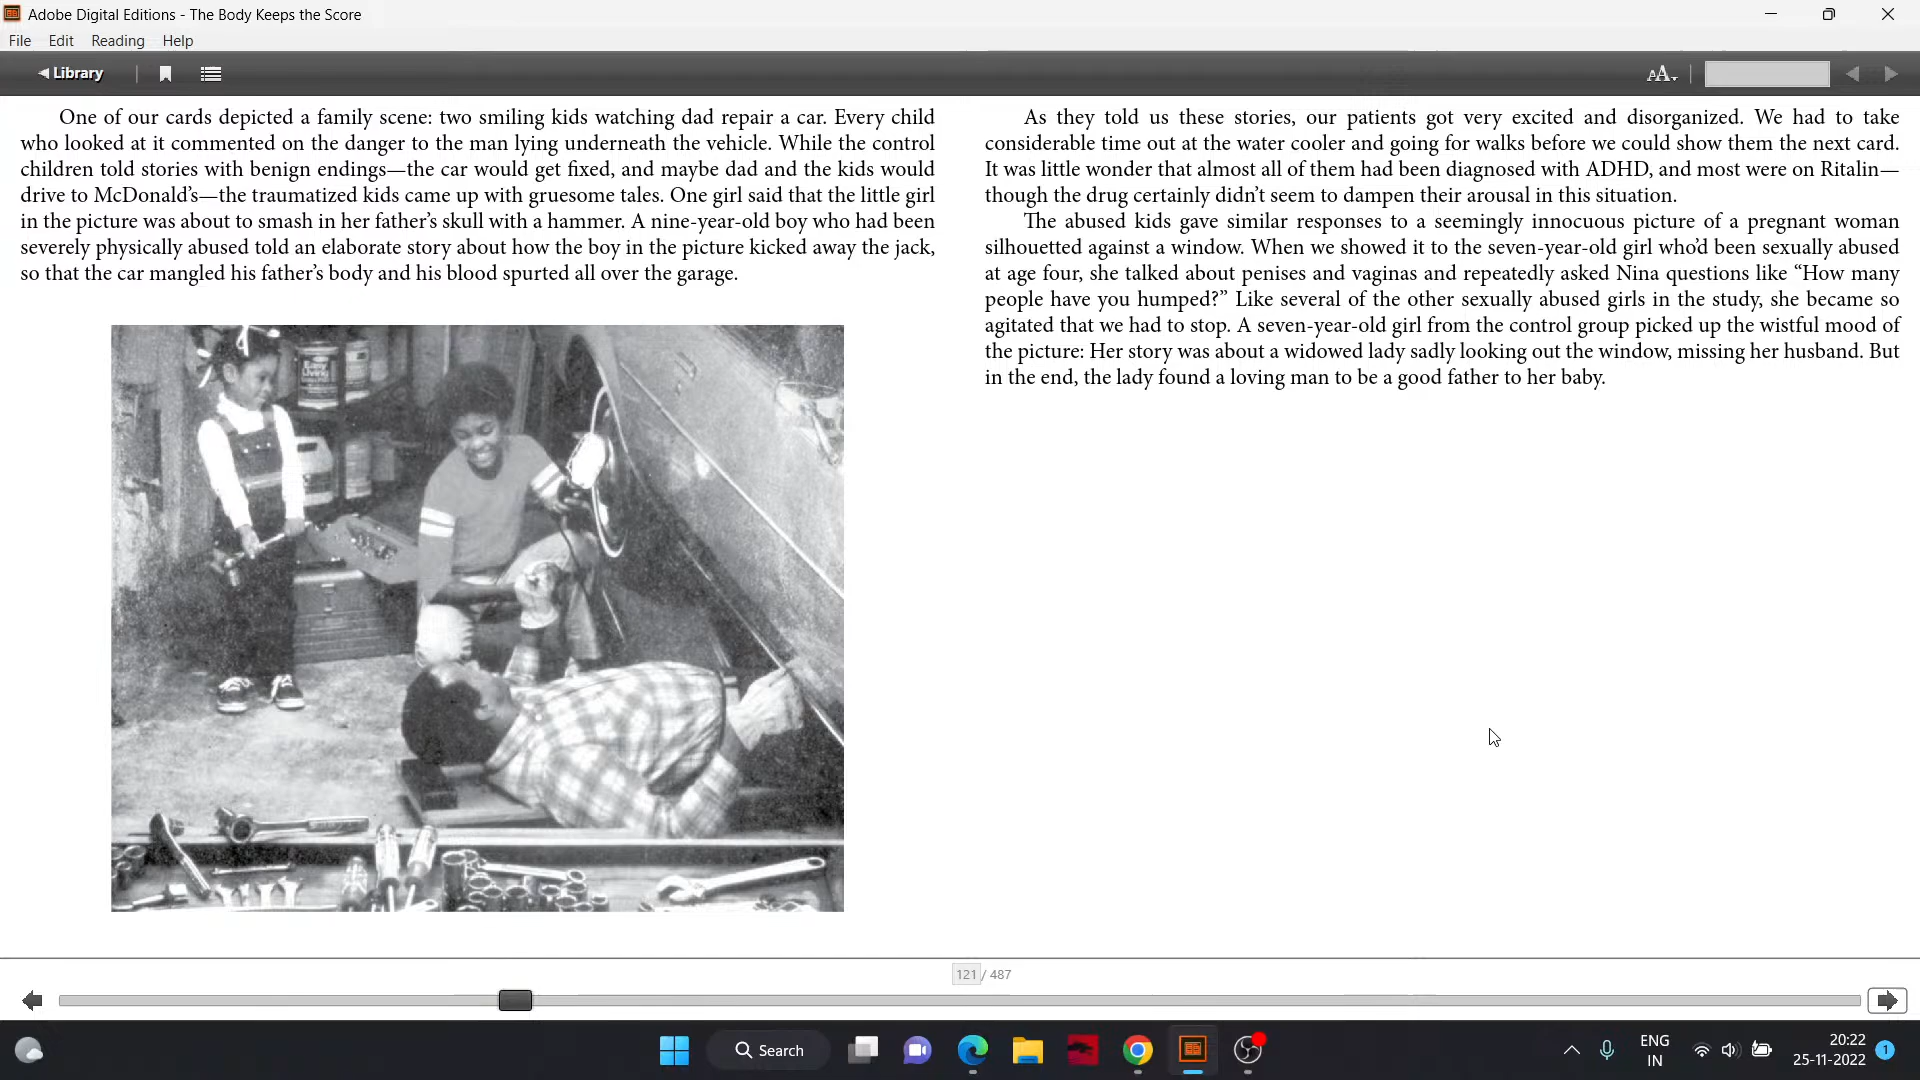 Adobe Digital Editions - The Body Keeps the Score
File Edit Reading Help
Library
AA
One of our cards depicted a family scene: two smiling kids watching dad repair a car. Every child
who looked at it commented on the danger to the man lying underneath the vehicle. While the control
children told stories with benign endings—the car would get fixed, and maybe dad and the kids would
drive to McDonald’s—the traumatized kids came up with gruesome tales. One girl said that the little girl
in the picture was about to smash in her father’s skull with a hammer. A nine-year-old boy who had been
severely physically abused told an elaborate story about how the boy in the picture kicked away the jack,
so that the car mangled his father’s body and his blood spurted all over the garage.
Easy
Living
As they told us these stories, our patients got very excited and disorganized. We had to take
considerable time out at the water cooler and going for walks before we could show them the next card.
It was little wonder that almost all of them had been diagnosed with ADHD, and most were on Ritalin—
though the drug certainly didn’t seem to dampen their arousal in this situation.
The abused kids gave similar responses to a seemingly innocuous picture of a pregnant woman
silhouetted against a window. When we showed it to the seven-year-old girl who’d been sexually abused
at age four, she talked about penises and vaginas and repeatedly asked Nina questions like “How many
people have you humped?” Like several of the other sexually abused girls in the study, she became so
agitated that we had to stop. A seven-year-old girl from the control group picked up the wistful mood of
the picture: Her story was about a widowed lady sadly looking out the window, missing her husband. But
in the end, the lady found a loving man to be a good father to her baby.
121 / 487
Search
ENG
IN
20:22
25-11-2022
1